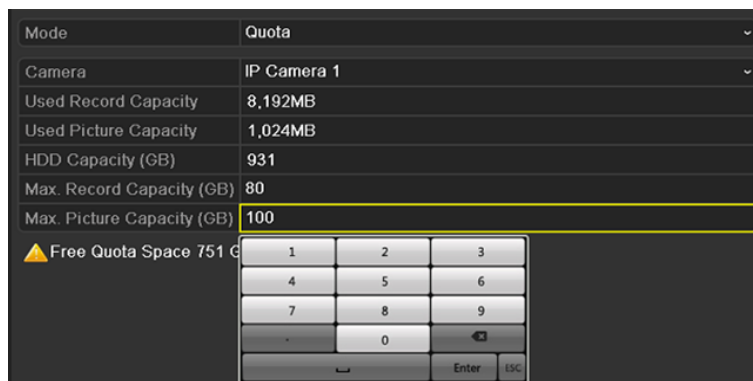 Mode Quota
Camera IP Camera 1
Used Record Capacity 8,192MB
Used Picture Capacity 1,024MB
HDD Capacity (GB) 931
Max. Record Capacity (GB) 80
Max. Picture Capacity (GB) 100
Free Quota Space 751 G
1 2 3
4 5 6
7 8 9
. 0
Enter ESC